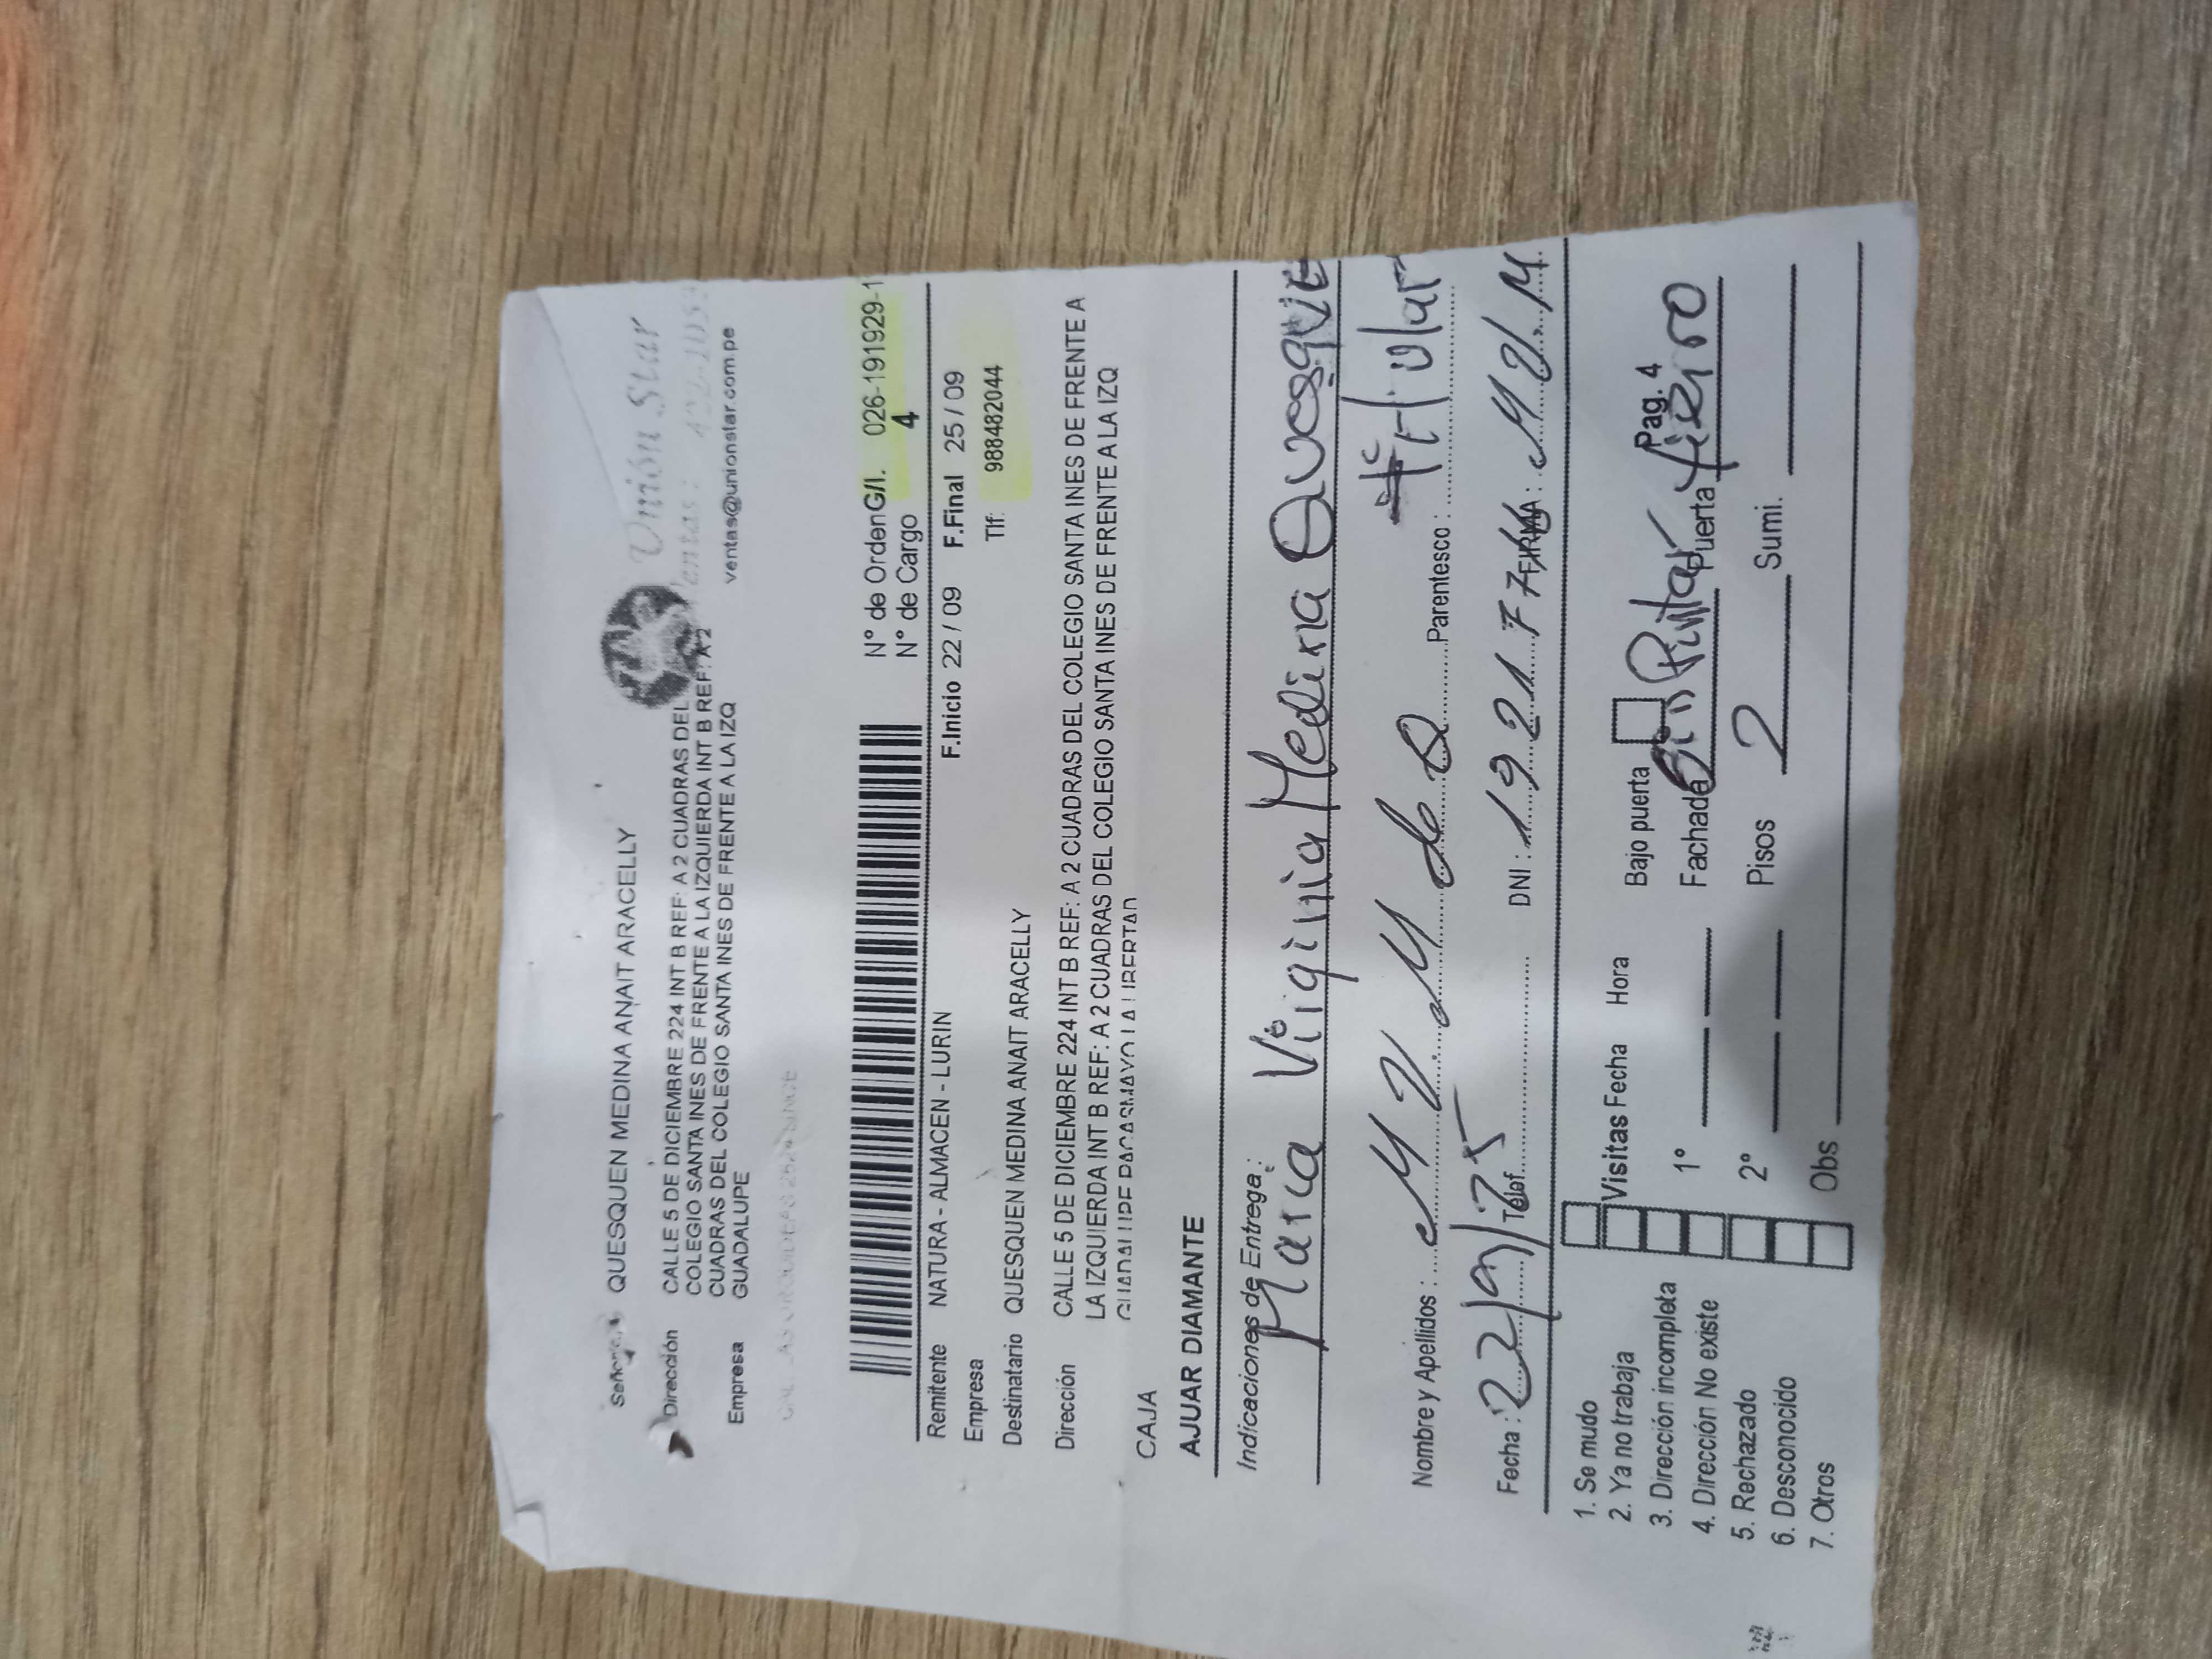 Unión Star
ventas@unionstar.com.pe
QUESQUEN MEDINA ANAIT ARACELLY
Dirección CALLE 5 DE DICIEMBRE 224 INT B REF: A 2 CUADRAS DEL
COLEGIO SANTA INES DE FRENTE A LA IZQUIERDA INT B REF: A 2
CUADRAS DEL COLEGIO SANTA INES DE FRENTE A LA IZQ
Empresa GUADALUPE
N° de Orden G/I. 026-191929-1
N° de Cargo 4
Remitente NATURA - ALMACEN - LURIN F.Inicio 22 / 09 F.Final 25 / 09
Empresa Tlf: 988482044
Destinatario QUESQUEN MEDINA ANAIT ARACELLY
Dirección CALLE 5 DE DICIEMBRE 224 INT B REF: A 2 CUADRAS DEL COLEGIO SANTA INES DE FRENTE A
LA IZQUIERDA INT B REF: A 2 CUADRAS DEL COLEGIO SANTA INES DE FRENTE A LA IZQ
CAJA
AJUAR DIAMANTE
Indicaciones de Entrega:
María Virginia Medina
Nombre y Apellidos: M V M de Q Parentesco: titular
Fecha: 22/9/25 Telef. DNI: 192177 FIRMA: M.V.M.
1. Se mudo
2. Ya no trabaja Visitas Fecha Hora Bajo puerta Pag. 4
3. Dirección incompleta 1° Fachada Sin Pintar Puerta fierro
4. Dirección No existe
5. Rechazado 2° Pisos 2 Sumi.
6. Desconocido
7. Otros Obs